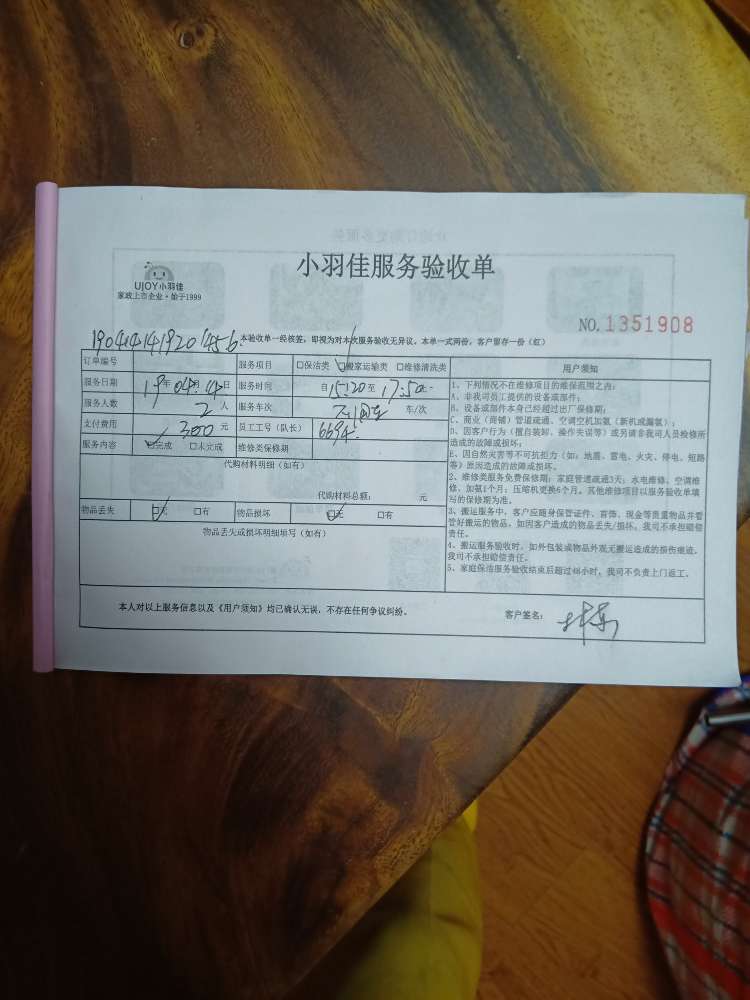 小羽佳服务验收单
UJOY小羽佳
家政上市企业·始于1999
NO. 1351908
本验收单一经核签，即视为对本次服务验收无异议。本单一式两份，客户留存一份（红）
订单编号 190414141920456
服务项目 □保洁类 ☑搬家运输类 □维修清洗类
服务日期 19年04月14日
服务时间 自15:20至17:50
服务人数 2人
服务车次 车/次
支付费用 300元
员工工号（队长） 6694
服务内容 ☑完成 □未完成
维修类保修期
代购材料明细（如有）
代购材料总额： 元
物品丢失 ☑无 □有
物品损坏 ☑无 □有
物品丢失或损坏明细填写（如有）
用户须知
1、下列情况不在维修项目的维保范围之内：
A、非我司员工提供的设备或部件；
B、设备或部件本身已经超过出厂保修期；
C、商业（商铺）管道疏通、空调空机加氨（新机或漏氨）；
D、因客户行为（擅自装卸、操作失误等）或另请非我司人员检修所
造成的故障或损坏；
E、因自然灾害等不可抗拒力（如：地震、雷电、火灾、停电、短路
等）原因造成的故障或损坏。
2、维修类服务免费保修期：家庭管道疏通3天；水电维修、空调维
修、加氨1个月；压缩机更换6个月。其他维修项目以服务验收单填
写的保修期为准。
3、搬运服务中，客户应随身保管证件、首饰、现金等贵重物品并看
管好搬运的物品，如因客户造成的物品丢失/损坏，我司不承担赔偿
责任。
4、搬运服务验收时，如外包装或物品外观无搬运造成的损伤痕迹，
我司不承担赔偿责任。
5、家庭保洁服务验收结束后超过48小时，我司不负责上门返工。
本人对以上服务信息以及《用户须知》均已确认无误，不存在任何争议纠纷。
客户签名：